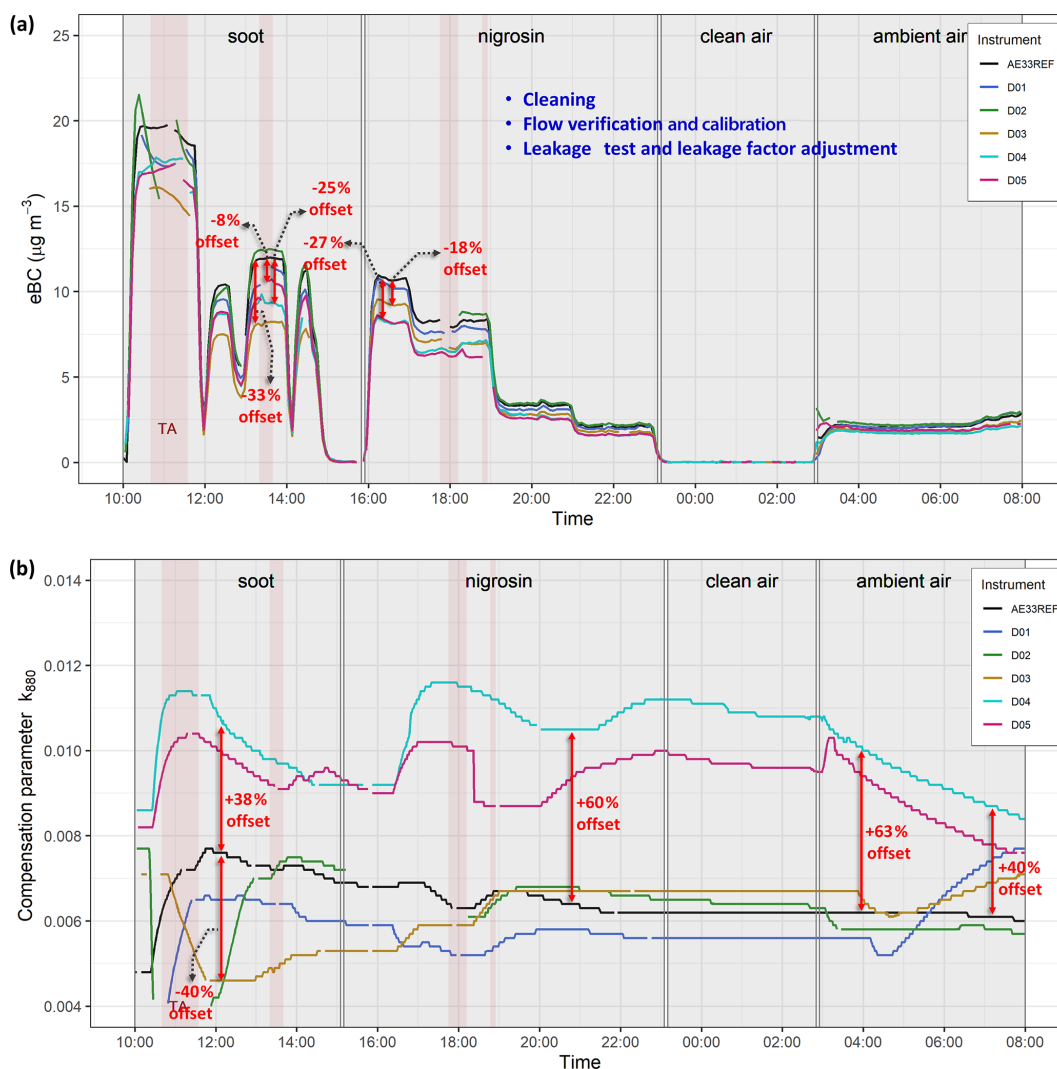 (a)
soot
nigrosin
clean air
ambient air
25
20
15
10
5
0
eBC (μg m⁻³)
• Cleaning
• Flow verification and calibration
• Leakage test and leakage factor adjustment
Instrument
AE33REF
D01
D02
D03
D04
D05
-8%
offset
-25%
offset
-27%
offset
-18%
offset
-33%
offset
TA
10:00 12:00 14:00 16:00 18:00 20:00 22:00 00:00 02:00 04:00 06:00 08:00
Time
(b)
soot
nigrosin
clean air
ambient air
0.014
0.012
0.010
0.008
0.006
0.004
Compensation parameter k₈₈₀
Instrument
AE33REF
D01
D02
D03
D04
D05
+38%
offset
+60%
offset
+63%
offset
+40%
offset
-40%
offset
TA
10:00 12:00 14:00 16:00 18:00 20:00 22:00 00:00 02:00 04:00 06:00 08:00
Time